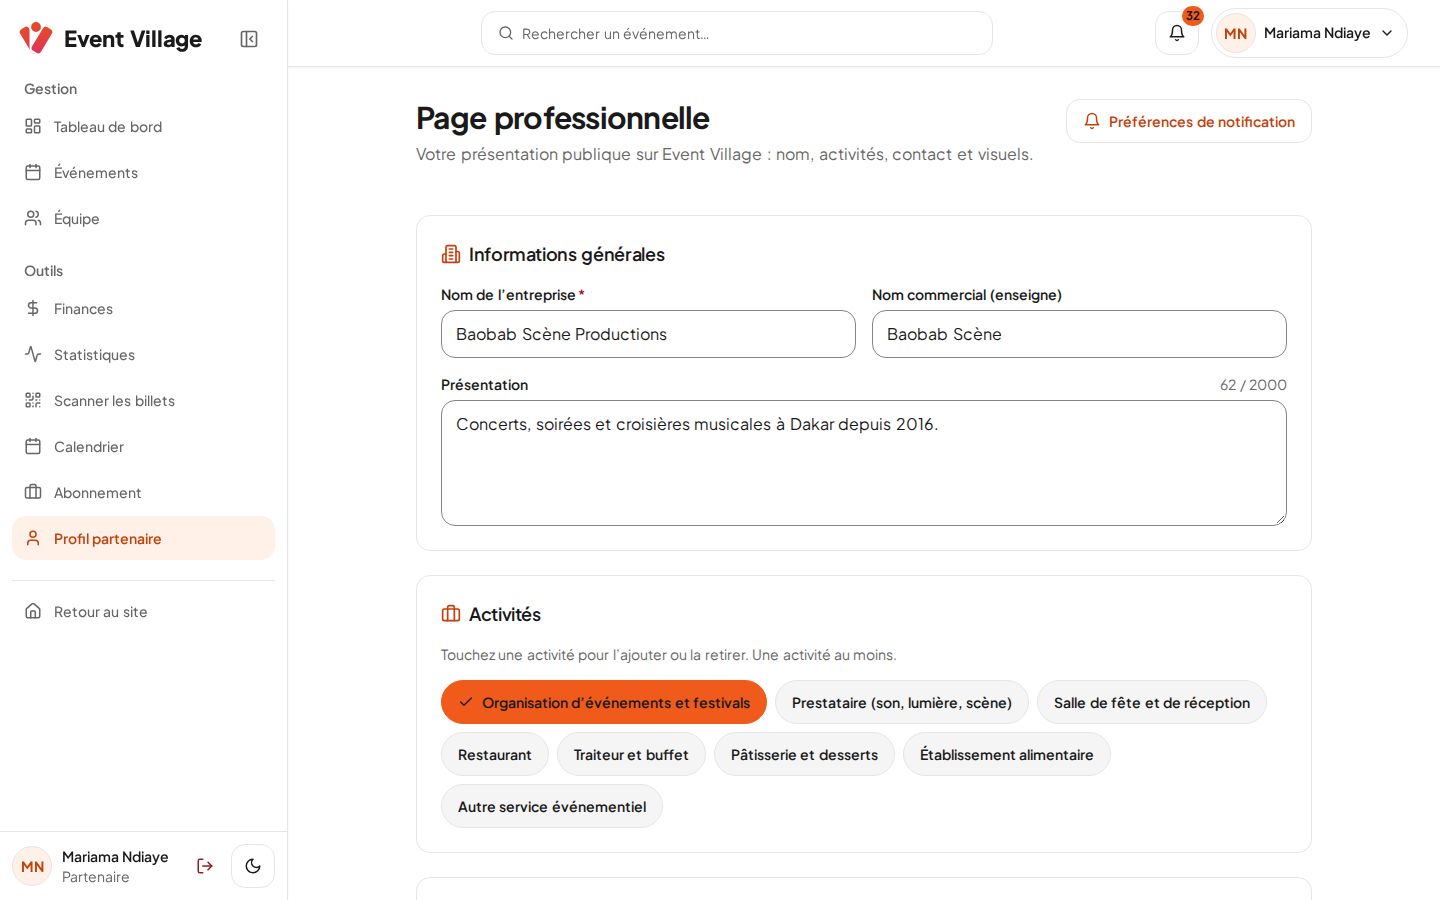 Event Village
Gestion
Tableau de bord
Événements
Équipe
Outils
Finances
Statistiques
Scanner les billets
Calendrier
Abonnement
Profil partenaire
Retour au site
MN
Mariama Ndiaye
Partenaire
Rechercher un événement...
32
MN
Mariama Ndiaye
Page professionnelle
Préférences de notification
Votre présentation publique sur Event Village : nom, activités, contact et visuels.
Informations générales
Nom de l’entreprise *
Nom commercial (enseigne)
Baobab Scène Productions
Baobab Scène
Présentation
62 / 2000
Concerts, soirées et croisières musicales à Dakar depuis 2016.
Activités
Touchez une activité pour l’ajouter ou la retirer. Une activité au moins.
Organisation d’événements et festivals
Prestataire (son, lumière, scène)
Salle de fête et de réception
Restaurant
Traiteur et buffet
Pâtisserie et desserts
Établissement alimentaire
Autre service événementiel